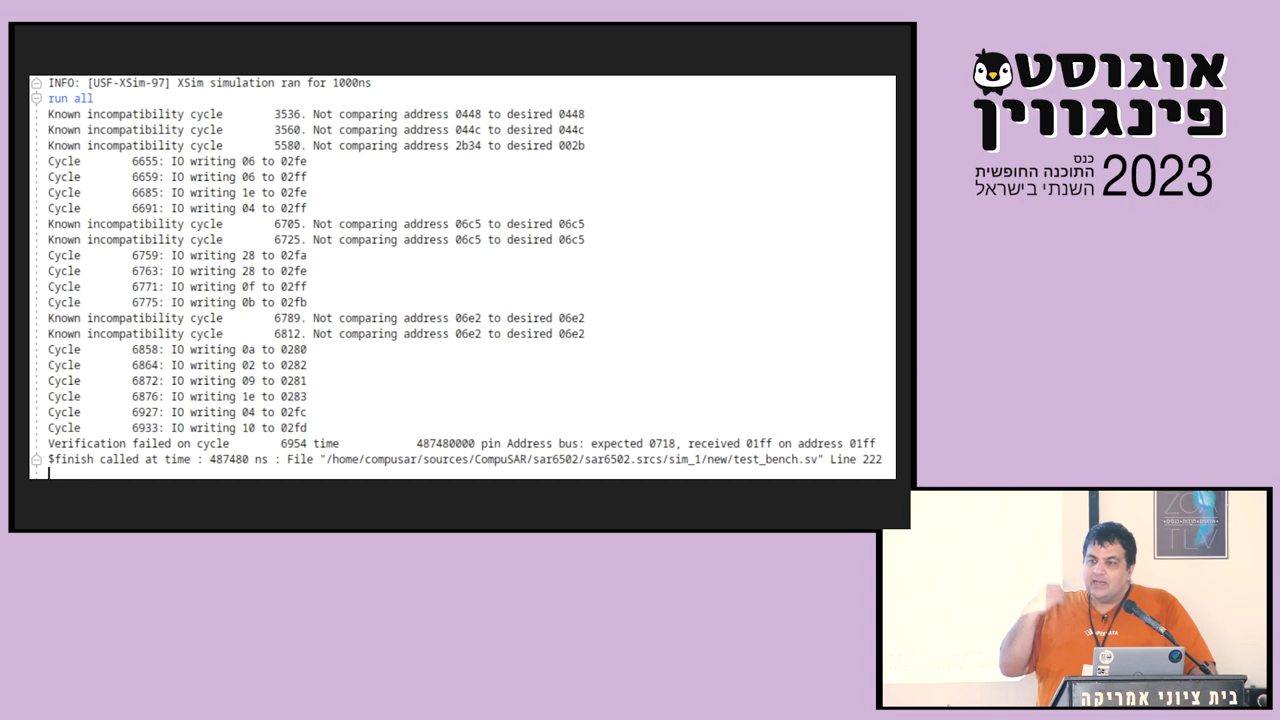 INFO: [USF-XSim-97] XSim simulation ran for 1000ns
run all
Known incompatibility cycle 3536. Not comparing address 0448 to desired 0448
Known incompatibility cycle 3560. Not comparing address 044c to desired 044c
Known incompatibility cycle 5580. Not comparing address 2b34 to desired 002b
Cycle 6655: IO writing 06 to 02fe
Cycle 6659: IO writing 06 to 02ff
Cycle 6685: IO writing 1e to 02fe
Cycle 6691: IO writing 04 to 02ff
Known incompatibility cycle 6705. Not comparing address 06c5 to desired 06c5
Known incompatibility cycle 6725. Not comparing address 06c5 to desired 06c5
Cycle 6759: IO writing 28 to 02fa
Cycle 6763: IO writing 28 to 02fe
Cycle 6771: IO writing 0f to 02ff
Cycle 6775: IO writing 0b to 02fb
Known incompatibility cycle 6789. Not comparing address 06e2 to desired 06e2
Known incompatibility cycle 6812. Not comparing address 06e2 to desired 06e2
Cycle 6858: IO writing 0a to 0280
Cycle 6864: IO writing 02 to 0282
Cycle 6872: IO writing 09 to 0281
Cycle 6876: IO writing 1e to 0283
Cycle 6927: IO writing 04 to 02fc
Cycle 6933: IO writing 10 to 02fd
Verification failed on cycle 6954 time 487480000 pin Address bus: expected 0718, received 01ff on address 01ff
$finish called at time : 487480 ns : File "/home/compusar/sources/CompuSAR/sar6502/sar6502.srcs/sim_1/new/test_bench.sv" Line 222
אוגוסט
פינגווין
כנס
התוכנה החופשית
השנתי בישראל
2023
TLV
בית ציוני אמריקה